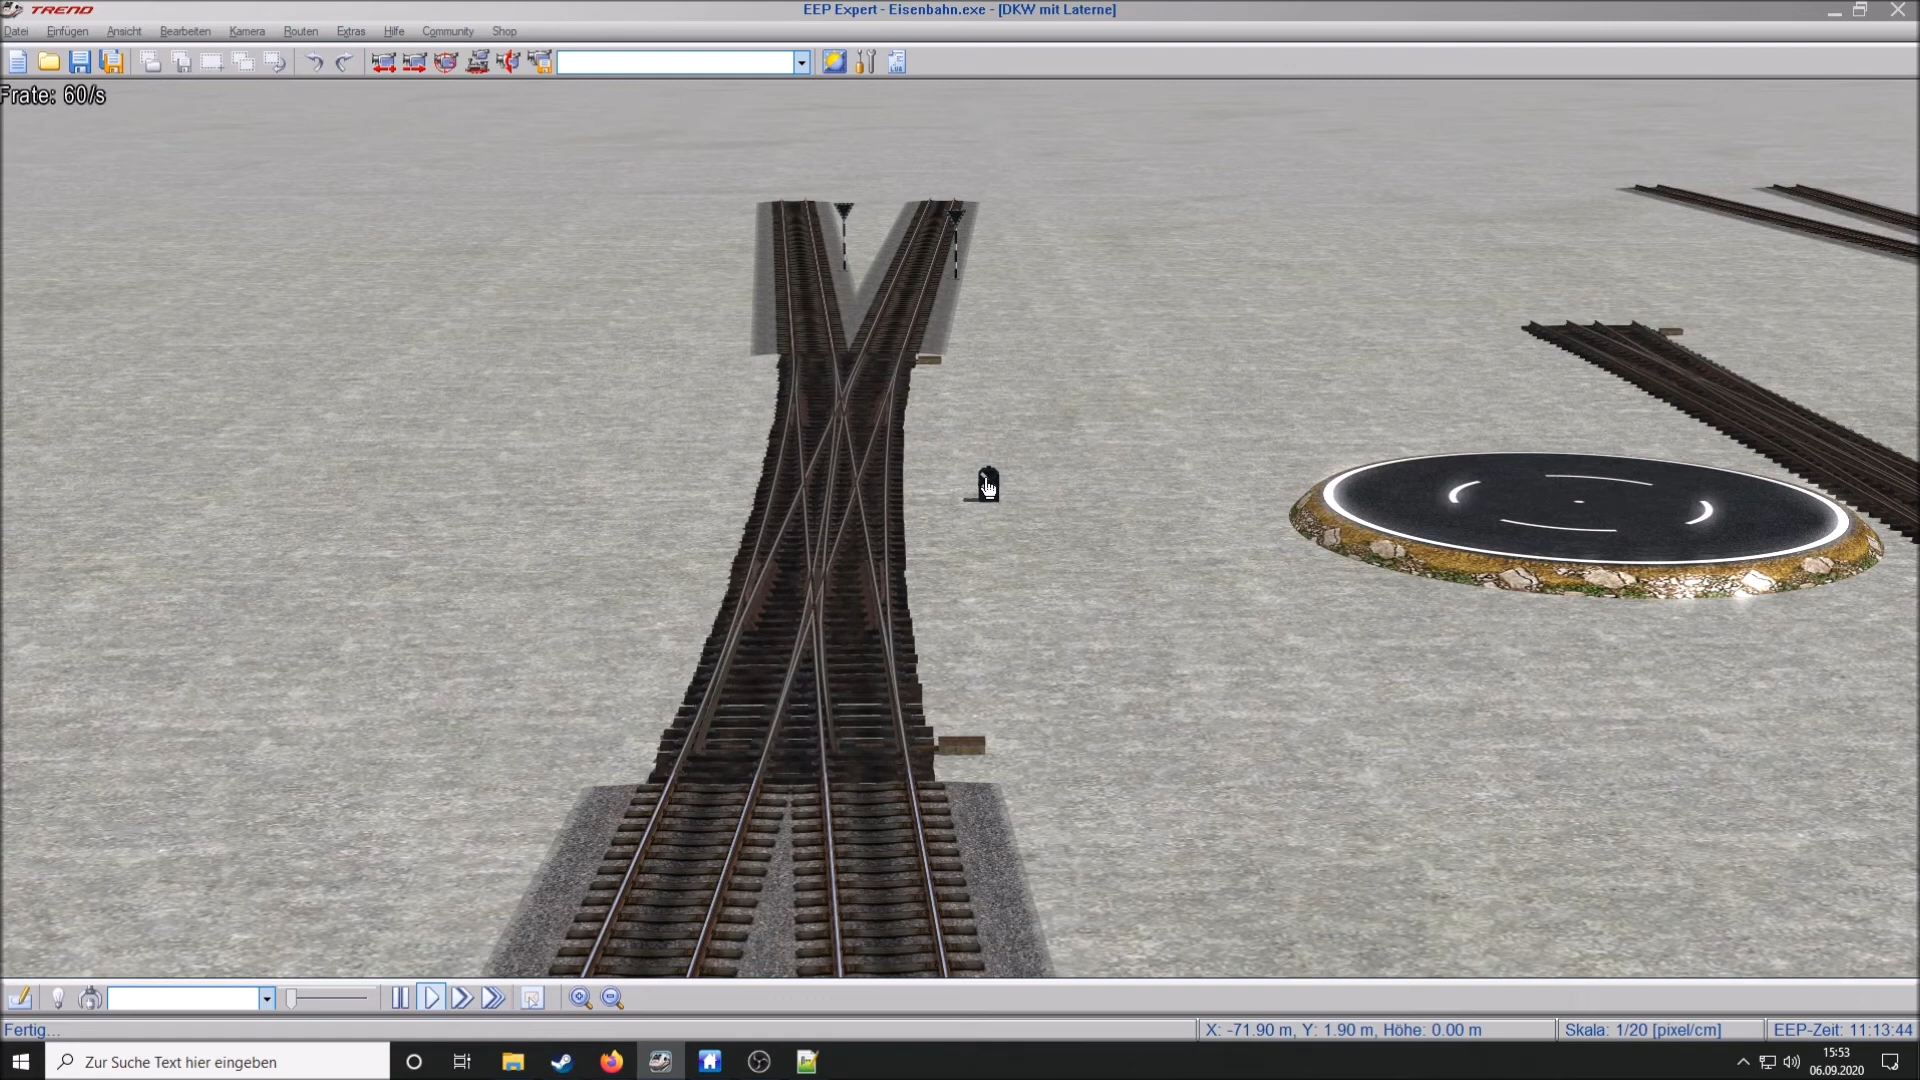 TREND
EEP Expert - Eisenbahn.exe - [DKW mit Laterne]
Datei Einfügen Ansicht Bearbeiten Kamera Routen Extras Hilfe Community Shop
LUA
Frate: 60/s
Fertig...
X: -71.90 m, Y: 1.90 m, Höhe: 0.00 m
Skala: 1/20 [pixel/cm]
EEP-Zeit: 11:13:44
Zur Suche Text hier eingeben
15:53
06.09.2020